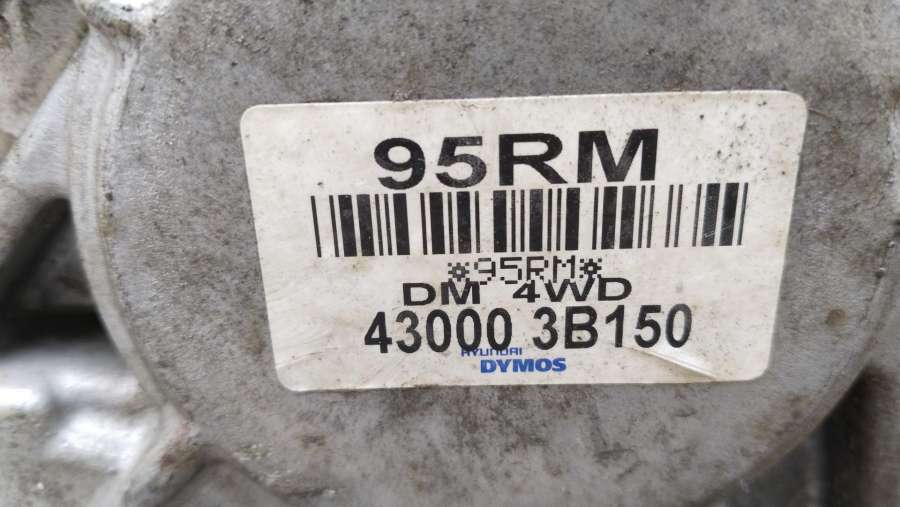 95RM
*95RM*
DM 4WD
43000 3B150
HYUNDAI
DYMOS